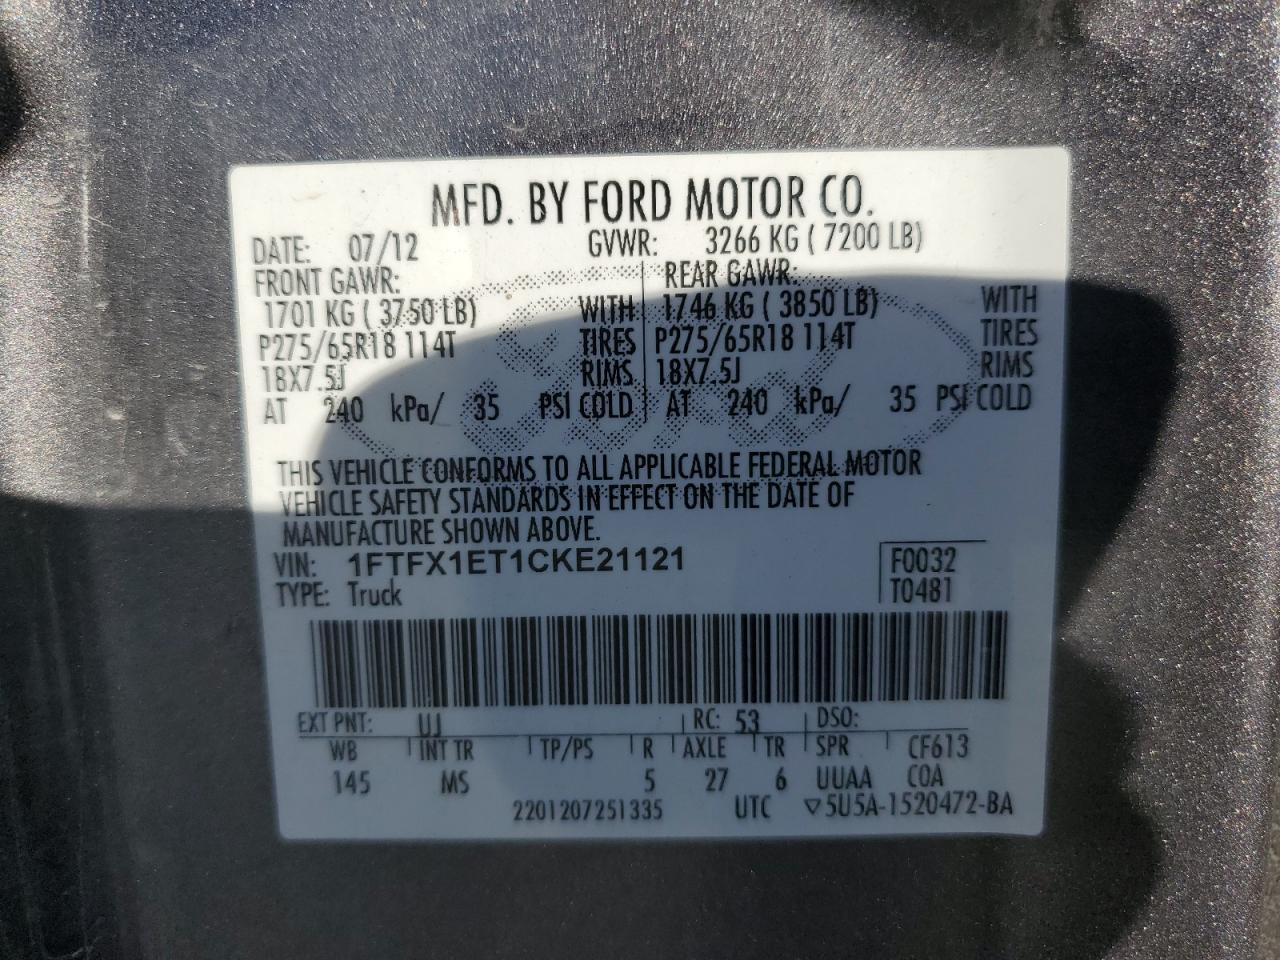 MFD. BY FORD MOTOR CO.
DATE: 07/12 GVWR: 3266 KG ( 7200 LB)
FRONT GAWR: REAR GAWR:
1701 KG ( 3750 LB) WITH 1746 KG ( 3850 LB) WITH
P275/65R18 114T TIRES P275/65R18 114T TIRES
18X7.5J RIMS 18X7.5J RIMS
AT 240 kPa/ 35 PSI COLD AT 240 kPa/ 35 PSI COLD
Ford
THIS VEHICLE CONFORMS TO ALL APPLICABLE FEDERAL MOTOR
VEHICLE SAFETY STANDARDS IN EFFECT ON THE DATE OF
MANUFACTURE SHOWN ABOVE.
VIN: 1FTFX1ET1CKE21121 F0032
TYPE: Truck T0481
EXT PNT: UJ RC: 53 DSO:
WB INT TR TP/PS R AXLE TR SPR CF613
145 MS 5 27 6 UUAA COA
2201207251335 UTC ▽5U5A-1520472-BA